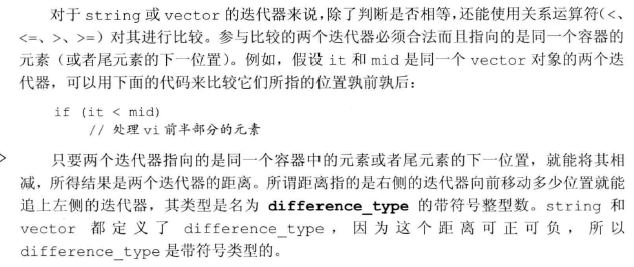 对于 string 或 vector 的迭代器来说,除了判断是否相等,还能使用关系运算符(<、
<=、>、>=)对其进行比较。参与比较的两个迭代器必须合法而且指向的是同一个容器的
元素(或者尾元素的下一位置)。例如,假设 it 和 mid 是同一个 vector 对象的两个迭
代器,可以用下面的代码来比较它们所指的位置孰前孰后:
if (it < mid)
// 处理 vi 前半部分的元素
> 只要两个迭代器指向的是同一个容器中的元素或者尾元素的下一位置,就能将其相
减,所得结果是两个迭代器的距离。所谓距离指的是右侧的迭代器向前移动多少位置就能
追上左侧的迭代器,其类型是名为 difference_type 的带符号整型数。string 和
vector 都定义了 difference_type,因为这个距离可正可负,所以
difference_type 是带符号类型的。